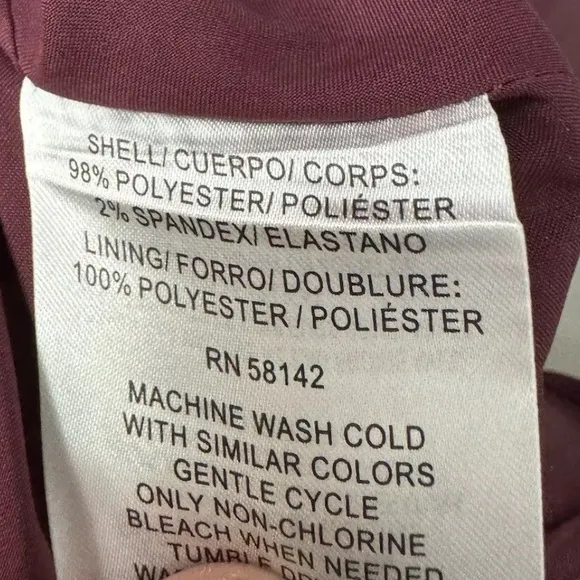 SHELL/ CUERPO/ CORPS:
98% POLYESTER/ POLIÉSTER
2% SPANDEX/ ELASTANO
LINING/ FORRO/ DOUBLURE:
100% POLYESTER / POLIÉSTER
RN 58142
MACHINE WASH COLD
WITH SIMILAR COLORS
GENTLE CYCLE
ONLY NON-CHLORINE
BLEACH WHEN NEEDED
TUMBLE